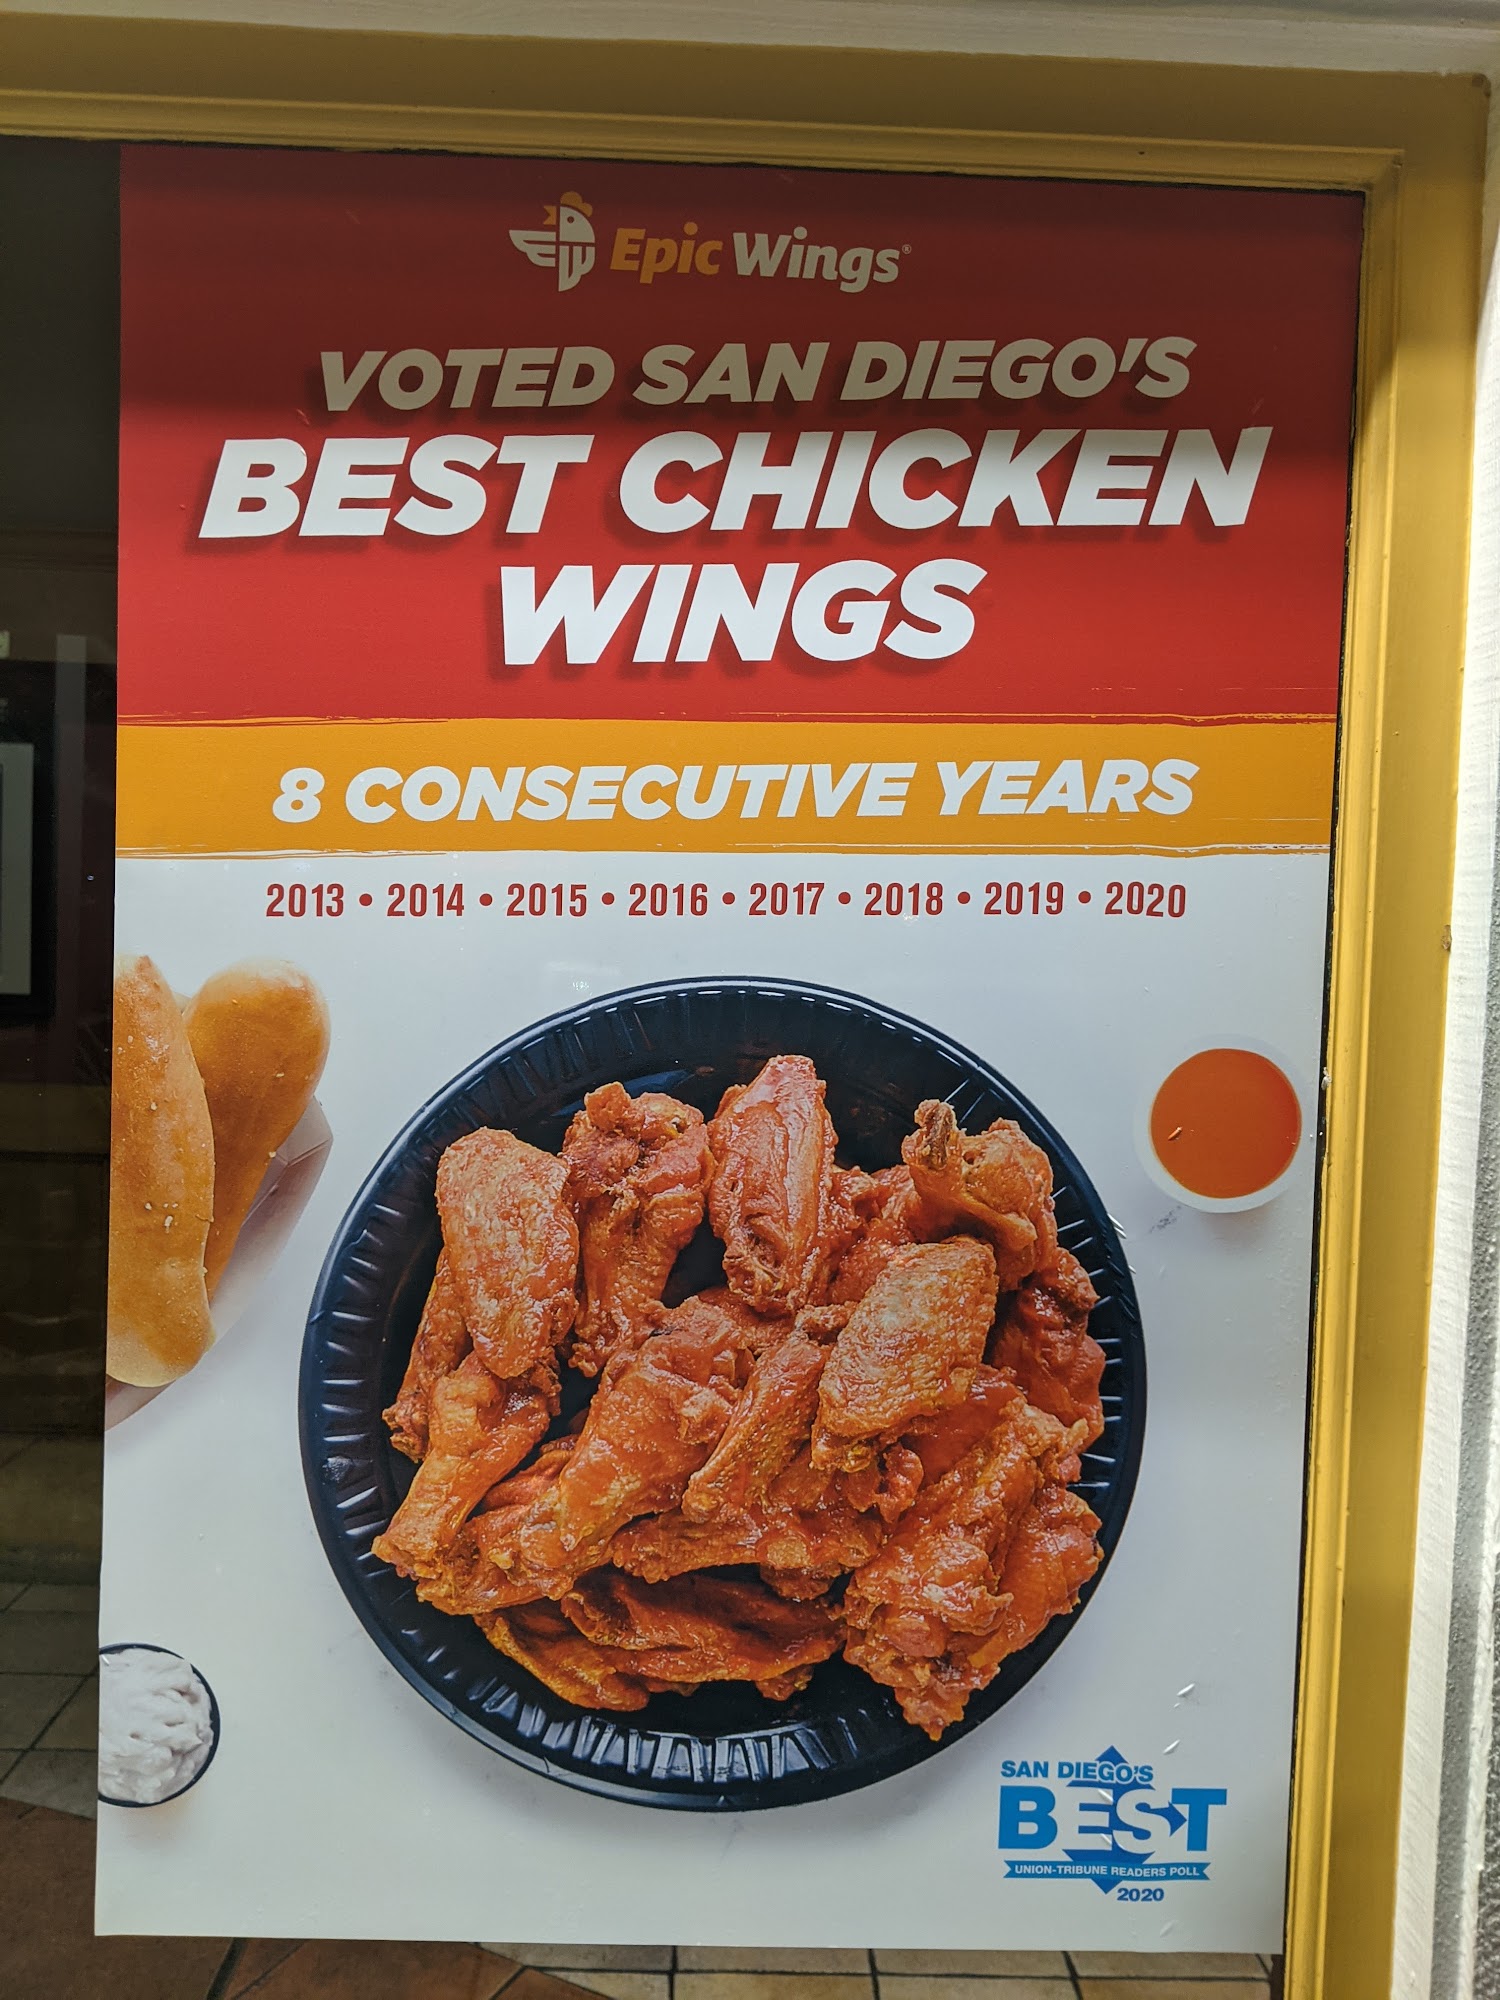 Epic Wings®
VOTED SAN DIEGO'S
BEST CHICKEN
WINGS
8 CONSECUTIVE YEARS
2013 • 2014 • 2015 • 2016 • 2017 • 2018 • 2019 • 2020
SAN DIEGO'S
BEST
UNION-TRIBUNE READERS POLL
2020